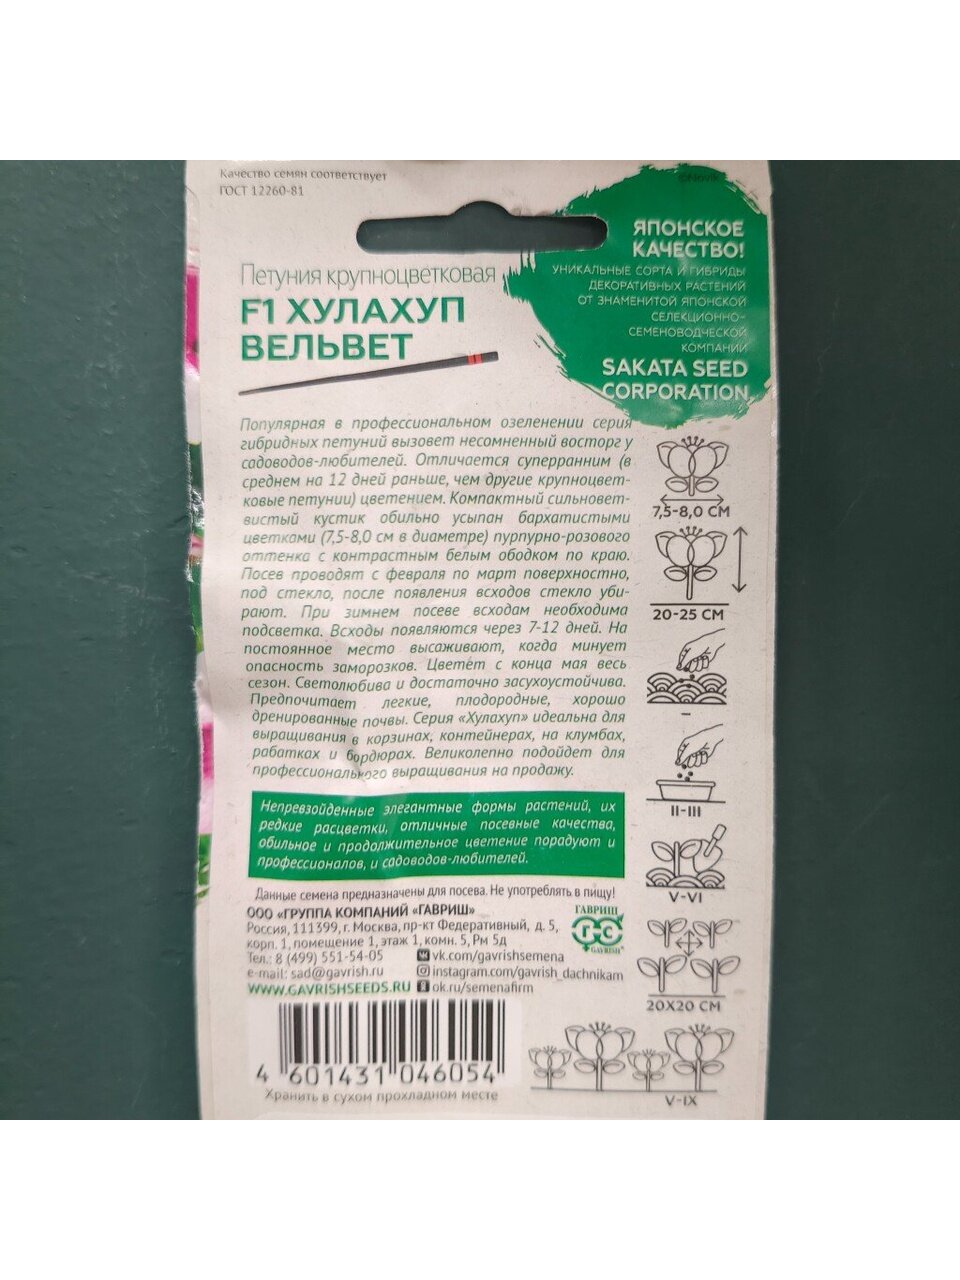 Качество семян соответствует
ГОСТ 12260-81
ЯПОНСКОЕ
КАЧЕСТВО!
УНИКАЛЬНЫЕ СОРТА И ГИБРИДЫ
ДЕКОРАТИВНЫХ РАСТЕНИЙ
ОТ ЗНАМЕНИТОЙ ЯПОНСКОЙ
СЕЛЕКЦИОННО-
СЕМЕНОВОДЧЕСКОЙ
КОМПАНИИ
SAKATA SEED
CORPORATION
Петуния крупноцветковая
F1 ХУЛАХУП
ВЕЛЬВЕТ
Популярная в профессиональном озеленении серия
гибридных петуний вызовет несомненный восторг у
садоводов-любителей. Отличается суперранним (в
среднем на 12 дней раньше, чем другие крупноцвет-
ковые петунии) цветением. Компактный сильновет-
вистый кустик обильно усыпан бархатистыми
цветками (7,5-8,0 см в диаметре) пурпурно-розового
оттенка с контрастным белым ободком по краю.
Посев проводят с февраля по март поверхностно,
под стекло, после появления всходов стекло уби-
рают. При зимнем посеве всходам необходима
подсветка. Всходы появляются через 7-12 дней. На
постоянное место высаживают, когда минует
опасность заморозков. Цветет с конца мая весь
сезон. Светолюбива и достаточно засухоустойчива.
Предпочитает легкие, плодородные, хорошо
дренированные почвы. Серия «Хулахуп» идеальна для
выращивания в корзинах, контейнерах, на клумбах,
рабатках и бордюрах. Великолепно подойдет для
профессионального выращивания на продажу.
7,5-8,0 СМ
20-25 СМ
–
II-III
V-VI
20X20 СМ
V-IX
Непревзойденные элегантные формы растений, их
редкие расцветки, отличные посевные качества,
обильное и продолжительное цветение порадуют и
профессионалов, и садоводов-любителей.
Данные семена предназначены для посева. Не употреблять в пищу!
ООО «ГРУППА КОМПАНИЙ «ГАВРИШ»
Россия, 111399, г. Москва, пр-кт Федеративный, д. 5,
корп. 1, помещение 1, этаж 1, комн. 5, Рм 5д
Тел.: 8 (499) 551-54-05
e-mail: sad@gavrish.ru
WWW.GAVRISHSEEDS.RU
vk.com/gavrishsemena
instagram.com/gavrish_dachnikam
ok.ru/semenafirm
ГАВРИШ
GAVRISH
4 601431 046054
Хранить в сухом прохладном месте